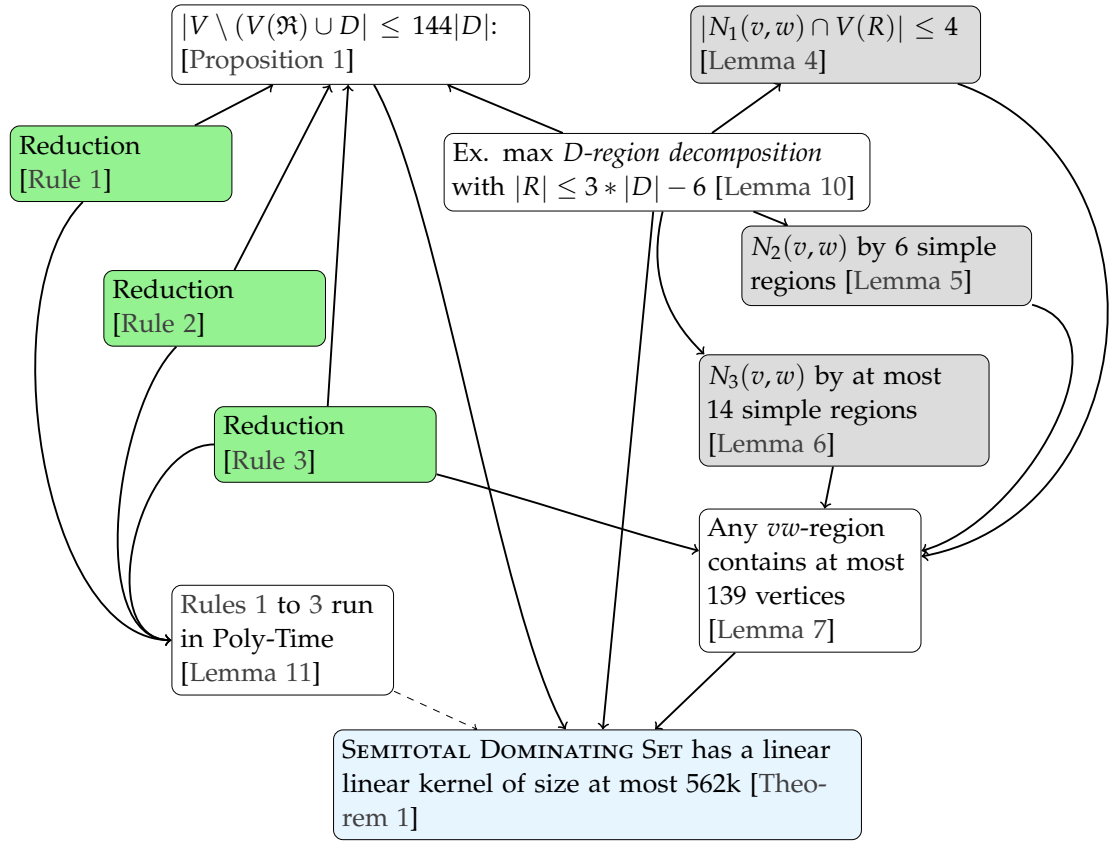 |V \ (V(ℜ) ∪ D| ≤ 144|D|:
[Proposition 1]
|N₁(v, w) ∩ V(R)| ≤ 4
[Lemma 4]
Reduction
[Rule 1]
Ex. max D-region decomposition
with |R| ≤ 3 * |D| − 6 [Lemma 10]
N₂(v, w) by 6 simple
regions [Lemma 5]
Reduction
[Rule 2]
N₃(v, w) by at most
14 simple regions
[Lemma 6]
Reduction
[Rule 3]
Any vw-region
contains at most
139 vertices
[Lemma 7]
Rules 1 to 3 run
in Poly-Time
[Lemma 11]
SEMITOTAL DOMINATING SET has a linear
linear kernel of size at most 562k [Theo-
rem 1]